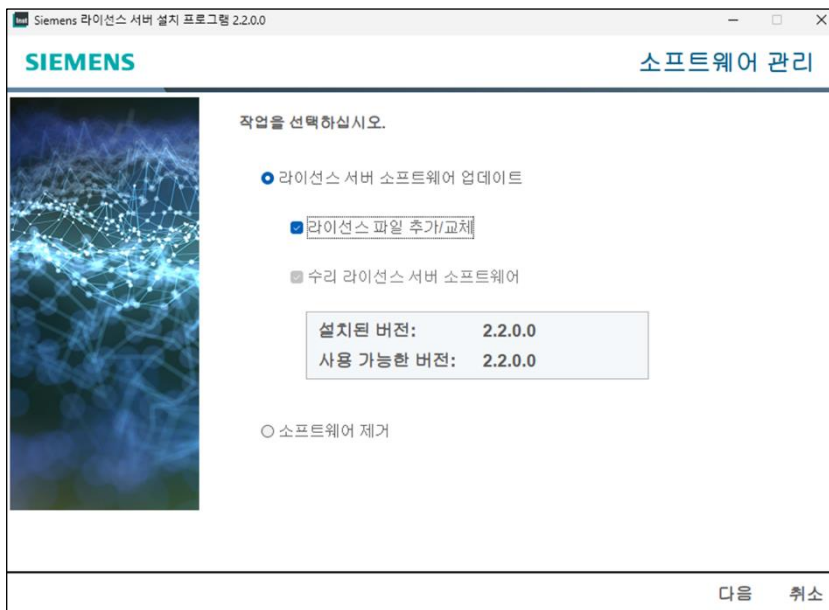 Siemens 라이선스 서버 설치 프로그램 2.2.0.0
SIEMENS
소프트웨어 관리
작업을 선택하십시오.
라이선스 서버 소프트웨어 업데이트
라이선스 파일 추가/교체
수리 라이선스 서버 소프트웨어
설치된 버전: 2.2.0.0
사용 가능한 버전: 2.2.0.0
소프트웨어 제거
다음 취소